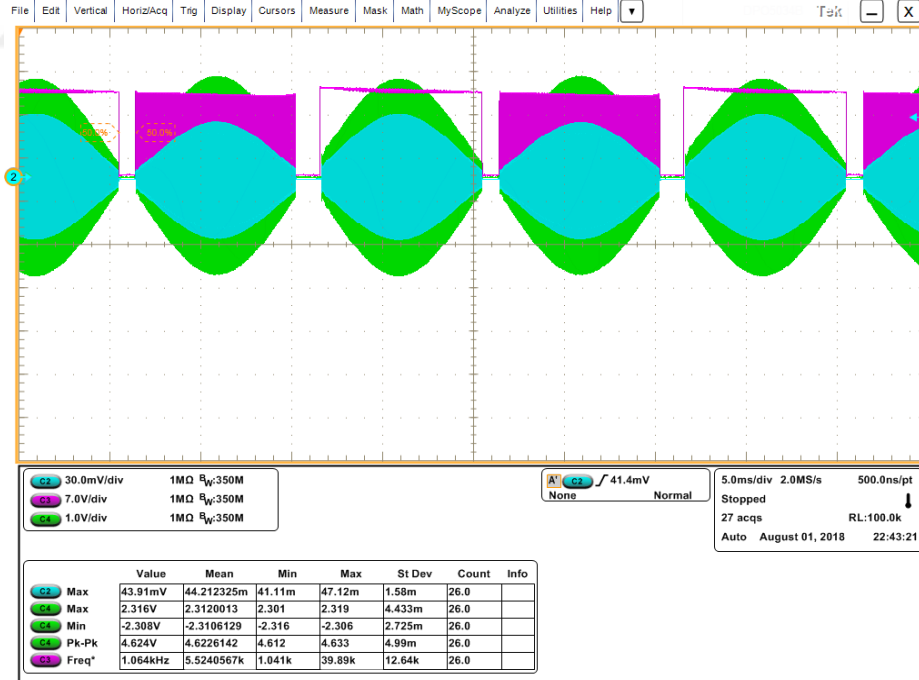 File Edit Vertical Horiz/Acq Trig Display Cursors Measure Mask Math MyScope Analyze Utilities Help ▼ Tek X
50.0%
2
C2 30.0mV/div 1MΩ BW:350M
C3 7.0V/div 1MΩ BW:350M
C4 1.0V/div 1MΩ BW:350M
A' C2 41.4mV
None Normal
5.0ms/div 2.0MS/s 500.0ns/pt
Stopped
27 acqs RL:100.0k
Auto August 01, 2018 22:43:21
Value Mean Min Max St Dev Count Info
C2 Max 43.91mV 44.212325m 41.11m 47.12m 1.58m 26.0
C4 Max 2.316V 2.3120013 2.301 2.319 4.433m 26.0
C4 Min -2.308V -2.3106129 -2.316 -2.306 2.725m 26.0
C4 Pk-Pk 4.624V 4.6226142 4.612 4.633 4.99m 26.0
C3 Freq* 1.064kHz 5.5240567k 1.041k 39.89k 12.64k 26.0